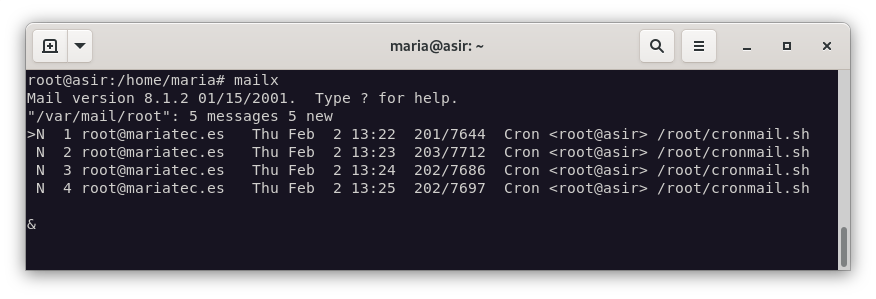 maria@asir: ~
root@asir:/home/maria# mailx
Mail version 8.1.2 01/15/2001.  Type ? for help.
"/var/mail/root": 5 messages 5 new
>N  1 root@mariatec.es   Thu Feb  2 13:22  201/7644  Cron <root@asir> /root/cronmail.sh
 N  2 root@mariatec.es   Thu Feb  2 13:23  203/7712  Cron <root@asir> /root/cronmail.sh
 N  3 root@mariatec.es   Thu Feb  2 13:24  202/7686  Cron <root@asir> /root/cronmail.sh
 N  4 root@mariatec.es   Thu Feb  2 13:25  202/7697  Cron <root@asir> /root/cronmail.sh
&